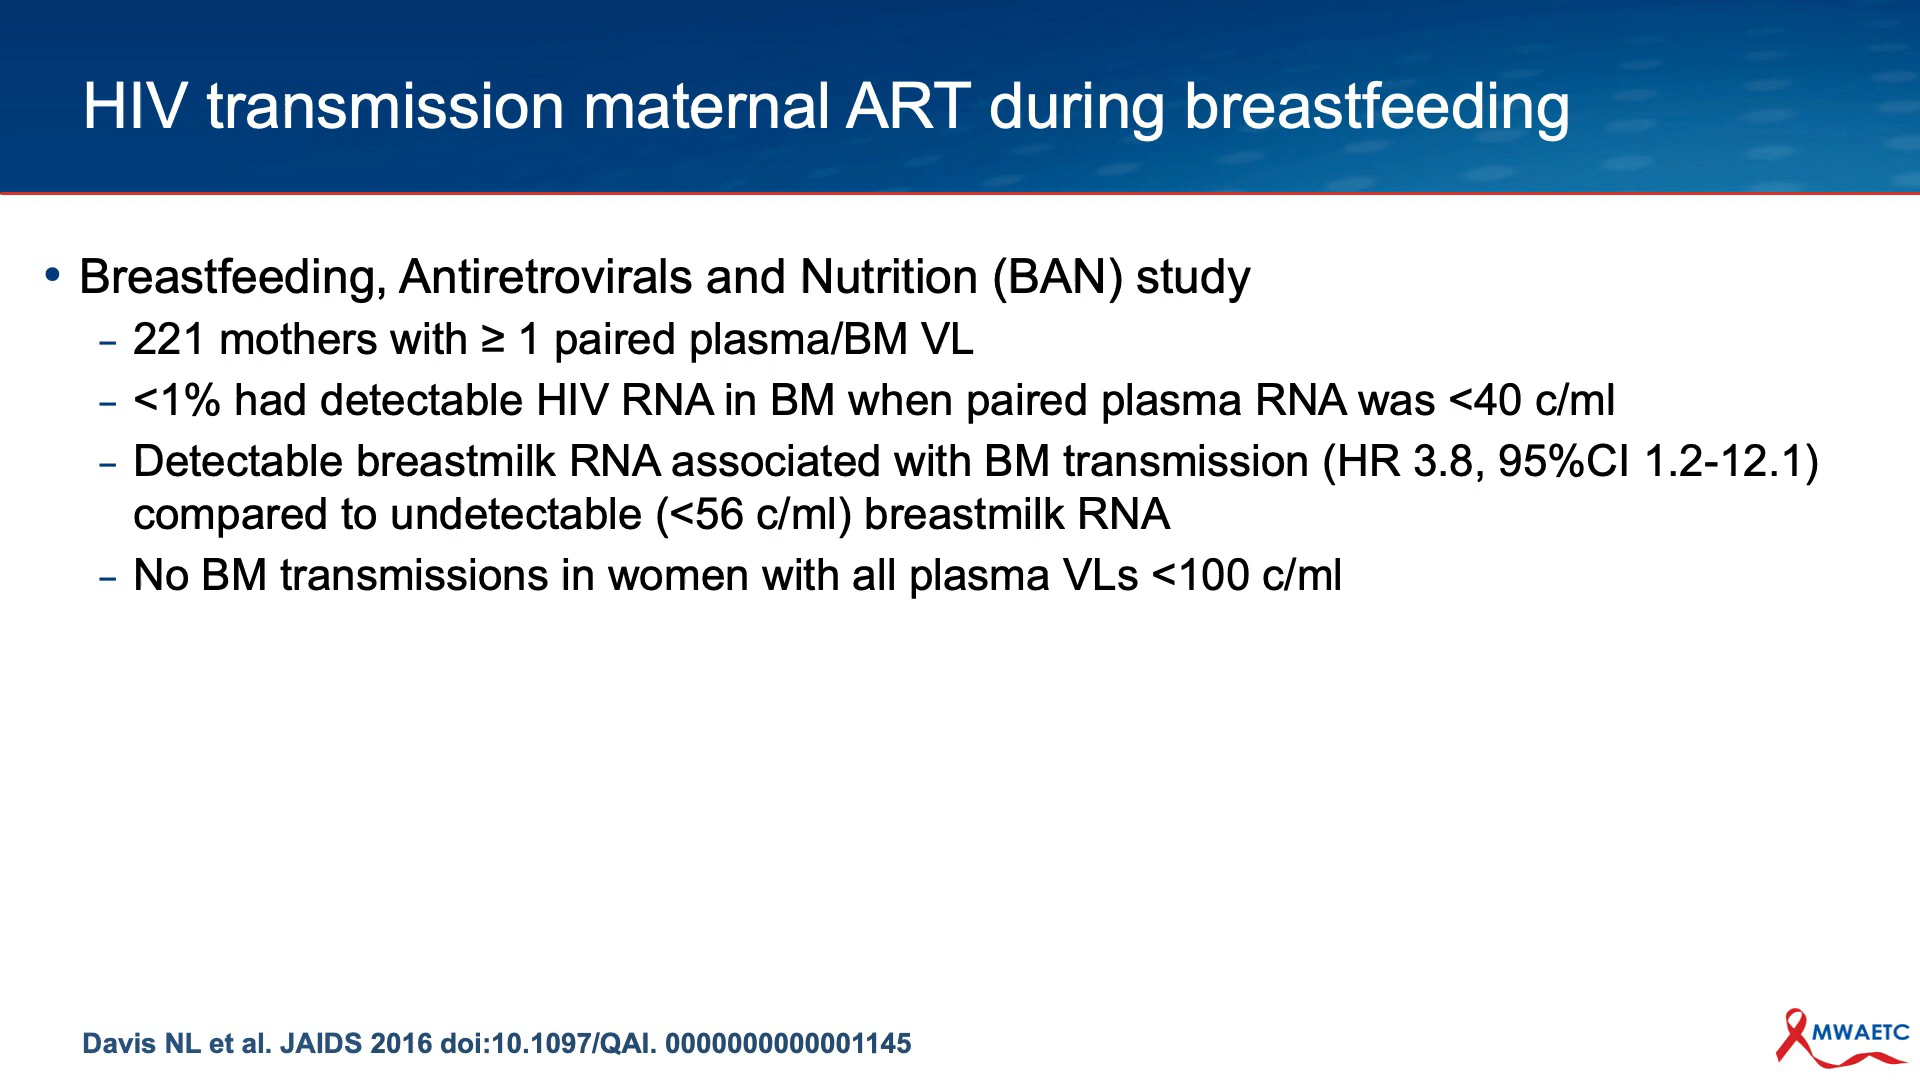 HIV transmission maternal ART during breastfeeding
• Breastfeeding, Antiretrovirals and Nutrition (BAN) study
– 221 mothers with ≥ 1 paired plasma/BM VL
– <1% had detectable HIV RNA in BM when paired plasma RNA was <40 c/ml
– Detectable breastmilk RNA associated with BM transmission (HR 3.8, 95%CI 1.2-12.1)
compared to undetectable (<56 c/ml) breastmilk RNA
– No BM transmissions in women with all plasma VLs <100 c/ml
Davis NL et al. JAIDS 2016 doi:10.1097/QAI. 0000000000001145
MWAETC